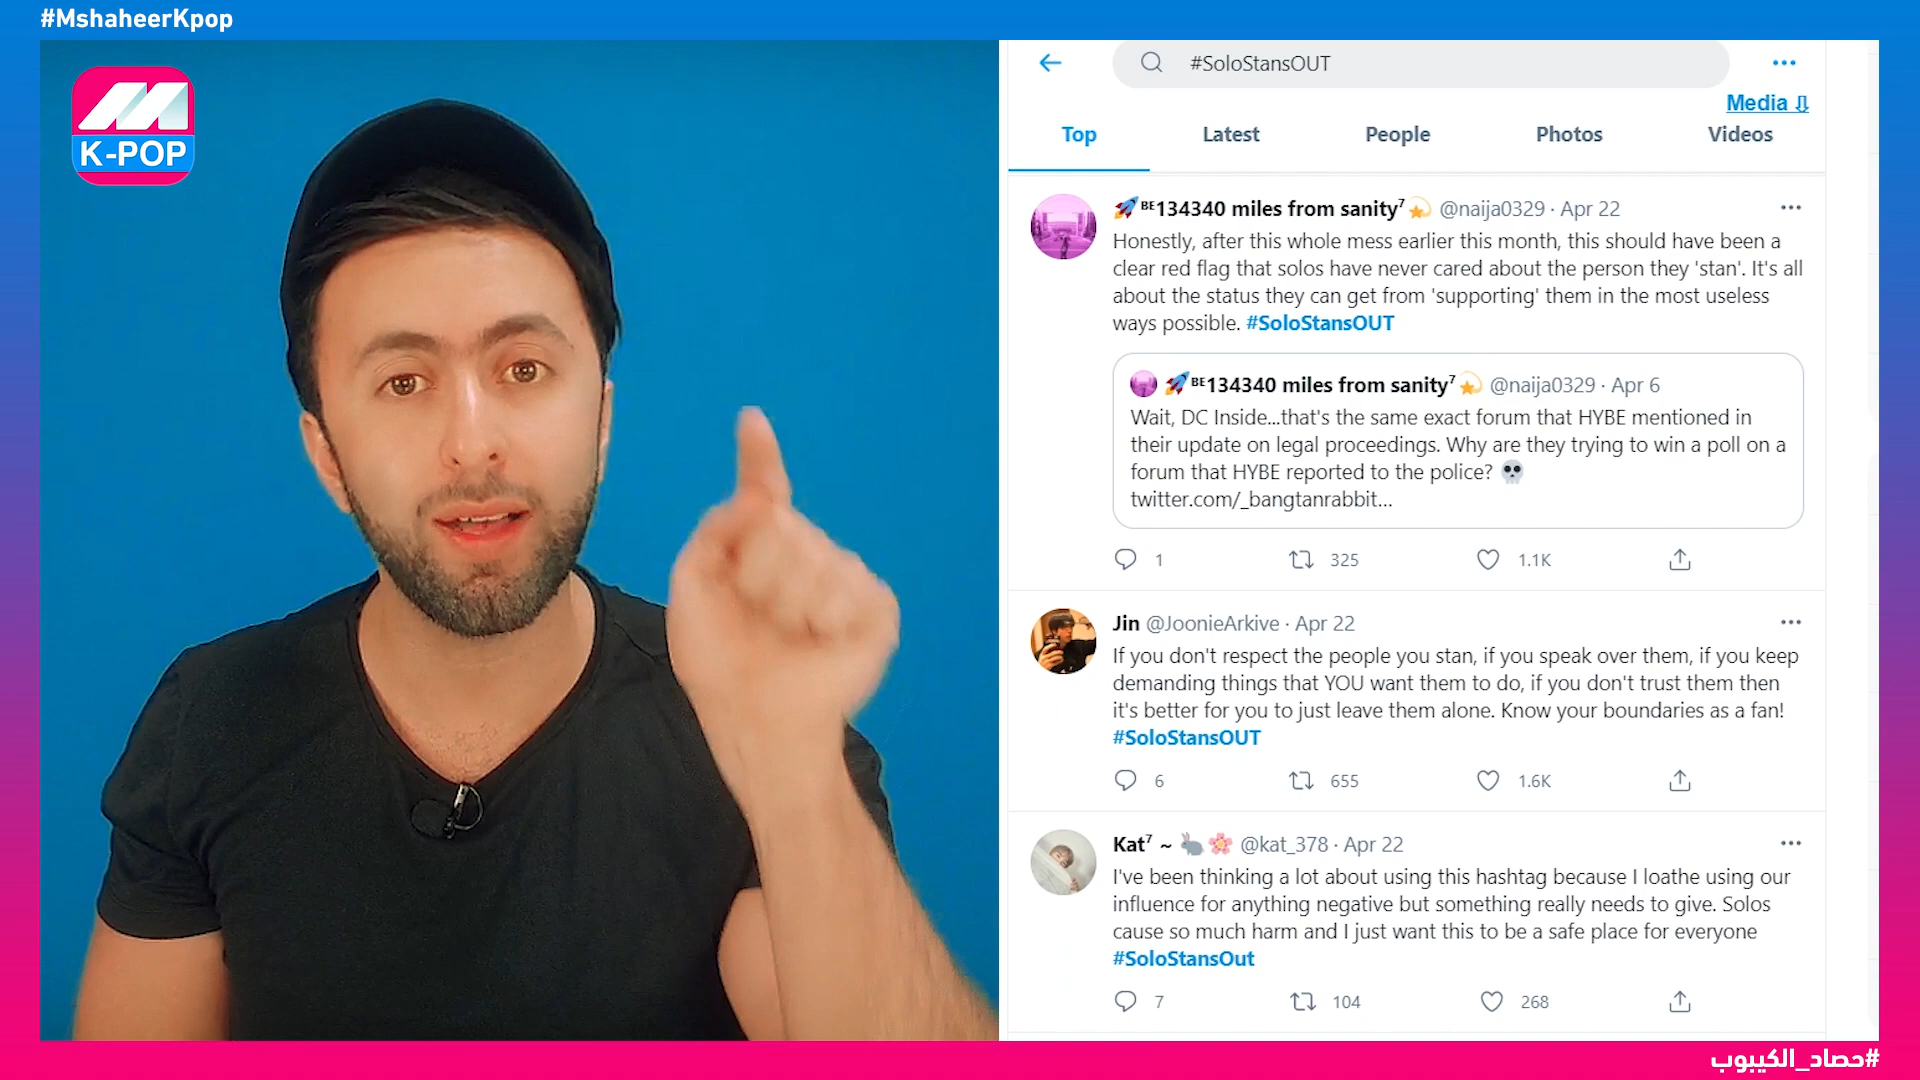 #MshaheerKpop
M
K-POP
#SoloStansOUT
Media ⇩
Top Latest People Photos Videos
🚀ᴮᴱ134340 miles from sanity⁷💫 @naija0329 · Apr 22
Honestly, after this whole mess earlier this month, this should have been a
clear red flag that solos have never cared about the person they 'stan'. It's all
about the status they can get from 'supporting' them in the most useless
ways possible. #SoloStansOUT
🚀ᴮᴱ134340 miles from sanity⁷💫 @naija0329 · Apr 6
Wait, DC Inside...that's the same exact forum that HYBE mentioned in
their update on legal proceedings. Why are they trying to win a poll on a
forum that HYBE reported to the police? 💀
twitter.com/_bangtanrabbit...
1 325 1.1K
Jin @JoonieArkive · Apr 22
If you don't respect the people you stan, if you speak over them, if you keep
demanding things that YOU want them to do, if you don't trust them then
it's better for you to just leave them alone. Know your boundaries as a fan!
#SoloStansOUT
6 655 1.6K
Kat⁷ ~ 🐇🌸 @kat_378 · Apr 22
I've been thinking a lot about using this hashtag because I loathe using our
influence for anything negative but something really needs to give. Solos
cause so much harm and I just want this to be a safe place for everyone
#SoloStansOut
7 104 268
#حصاد_الكيبوب